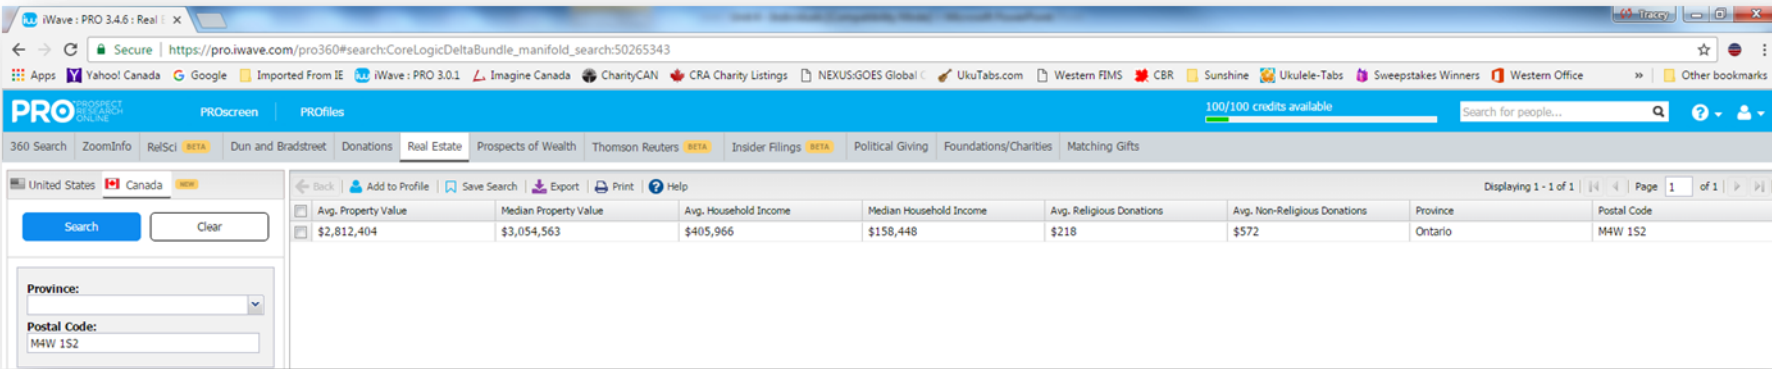 iWave : PRO 3.4.6 : Real
Tracey
Secure | https://pro.iwave.com/pro360#search:CoreLogicDeltaBundle_manifold_search:50265343
Apps Yahoo! Canada Google Imported From IE iWave : PRO 3.0.1 Imagine Canada CharityCAN CRA Charity Listings NEXUS:GOES Global UkuTabs.com Western FIMS CBR Sunshine Ukulele-Tabs Sweepstakes Winners Western Office » Other bookmarks
PRO PROSPECT RESEARCH ONLINE PROscreen PROfiles 100/100 credits available Search for people...
360 Search ZoomInfo RelSci BETA Dun and Bradstreet Donations Real Estate Prospects of Wealth Thomson Reuters BETA Insider Filings BETA Political Giving Foundations/Charities Matching Gifts
United States Canada NEW Back Add to Profile Save Search Export Print Help Displaying 1 - 1 of 1 Page 1 of 1
Search Clear
Avg. Property Value Median Property Value Avg. Household Income Median Household Income Avg. Religious Donations Avg. Non-Religious Donations Province Postal Code
$2,812,404 $3,054,563 $405,966 $158,448 $218 $572 Ontario M4W 1S2
Province:
Postal Code:
M4W 1S2